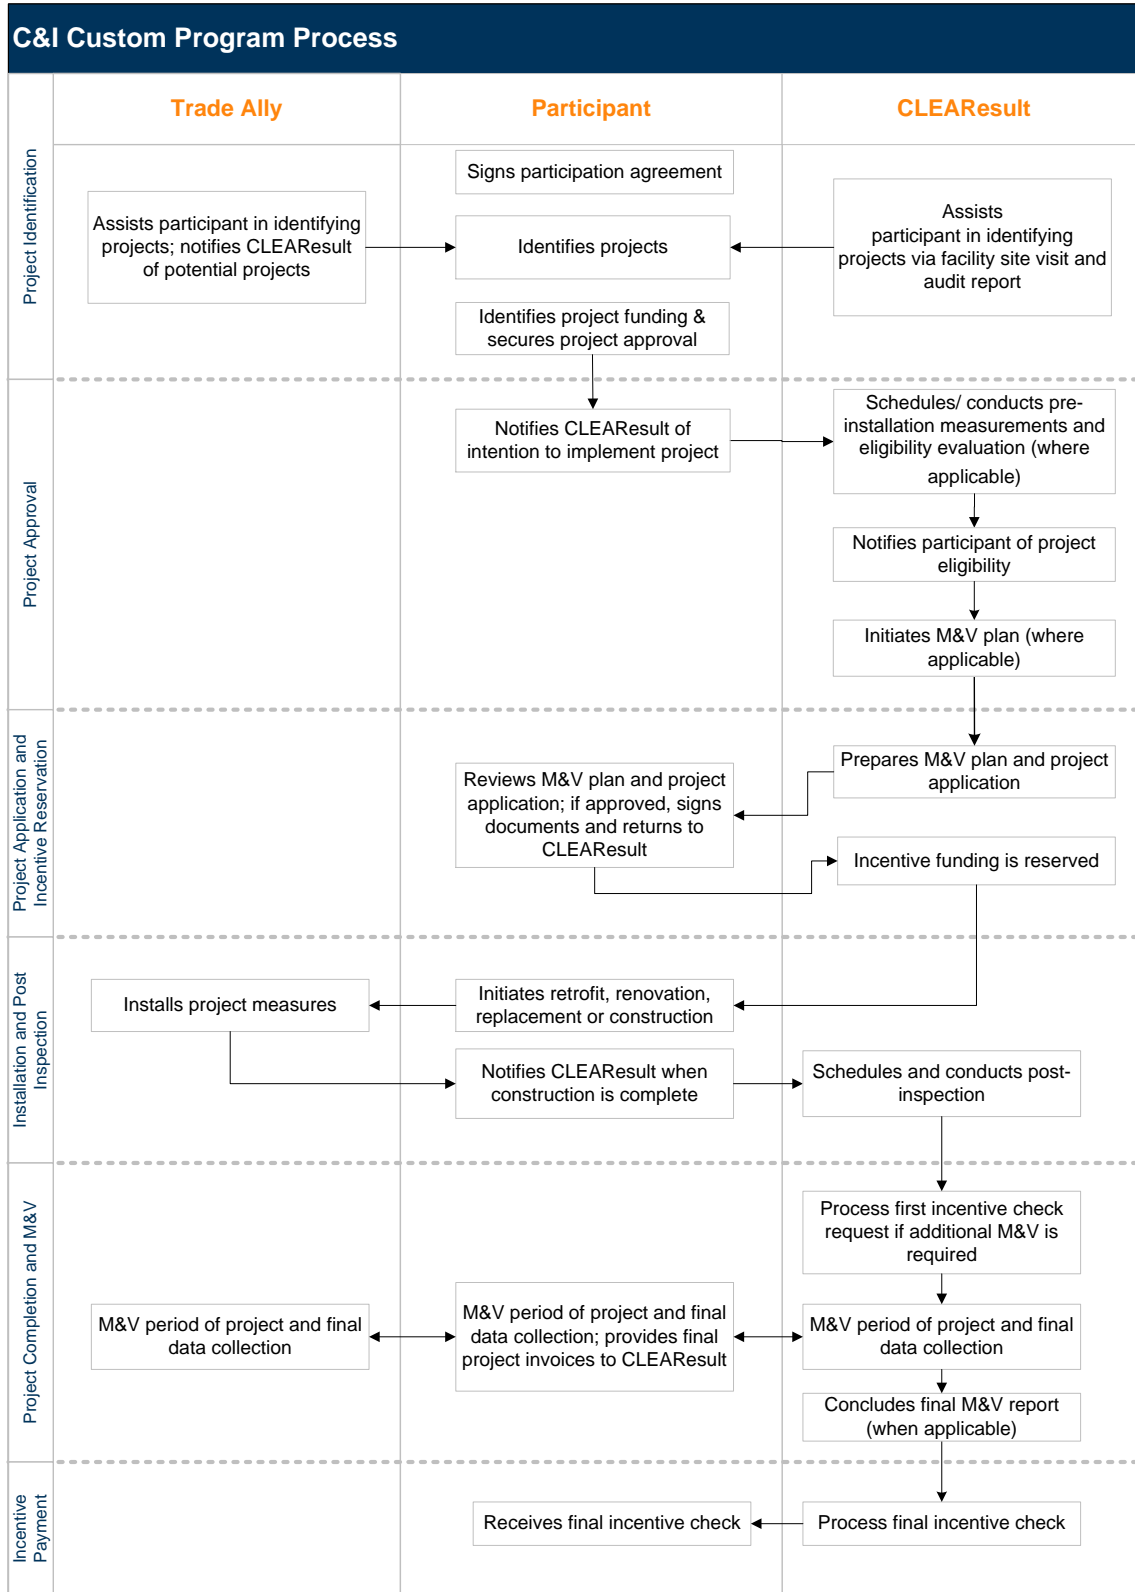 C&I Custom Program Process
Trade Ally
Participant
CLEAResult
Project Identification
Signs participation agreement
Assists participant in identifying
projects; notifies CLEAResult
of potential projects
Identifies projects
Assists
participant in identifying
projects via facility site visit and
audit report
Identifies project funding &
secures project approval
Project Approval
Notifies CLEAResult of
intention to implement project
Schedules/ conducts pre-
installation measurements and
eligibility evaluation (where
applicable)
Notifies participant of project
eligibility
Initiates M&V plan (where
applicable)
Project Application and
Incentive Reservation
Prepares M&V plan and project
application
Reviews M&V plan and project
application; if approved, signs
documents and returns to
CLEAResult
Incentive funding is reserved
Installation and Post
Inspection
Installs project measures
Initiates retrofit, renovation,
replacement or construction
Notifies CLEAResult when
construction is complete
Schedules and conducts post-
inspection
Project Completion and M&V
Process first incentive check
request if additional M&V is
required
M&V period of project and final
data collection
M&V period of project and final
data collection; provides final
project invoices to CLEAResult
M&V period of project and final
data collection
Concludes final M&V report
(when applicable)
Incentive
Payment
Receives final incentive check
Process final incentive check